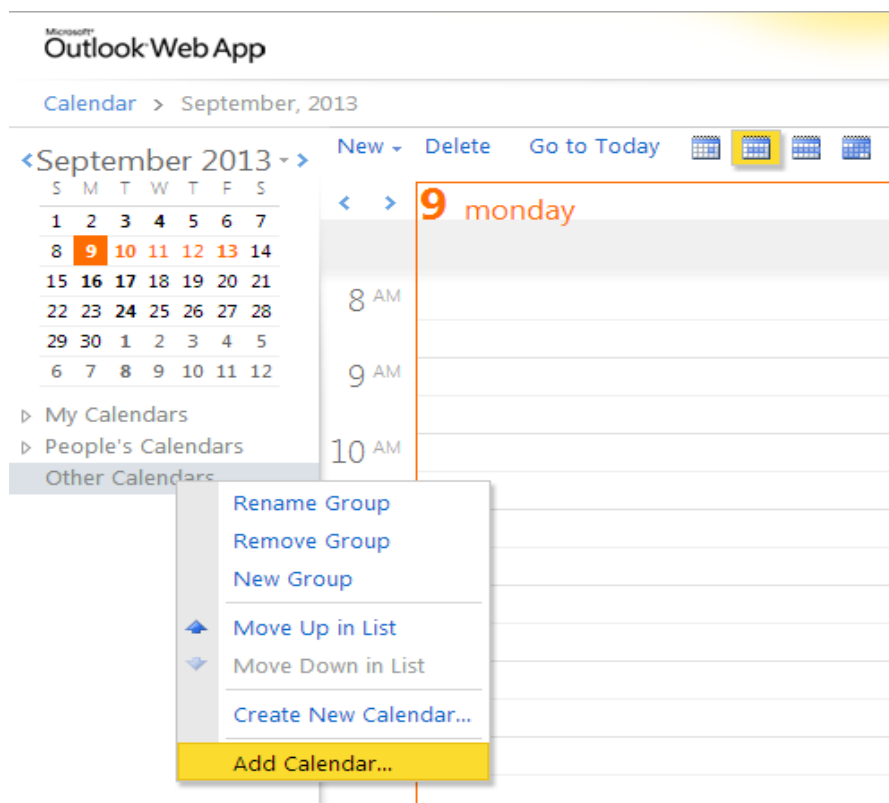 Microsoft®
Outlook Web App
Calendar > September, 2013
September 2013
S M T W T F S
1 2 3 4 5 6 7
8 9 10 11 12 13 14
15 16 17 18 19 20 21
22 23 24 25 26 27 28
29 30 1 2 3 4 5
6 7 8 9 10 11 12
My Calendars
People's Calendars
Other Calendars
New Delete Go to Today
9 monday
8 AM
9 AM
10 AM
Rename Group
Remove Group
New Group
Move Up in List
Move Down in List
Create New Calendar...
Add Calendar...